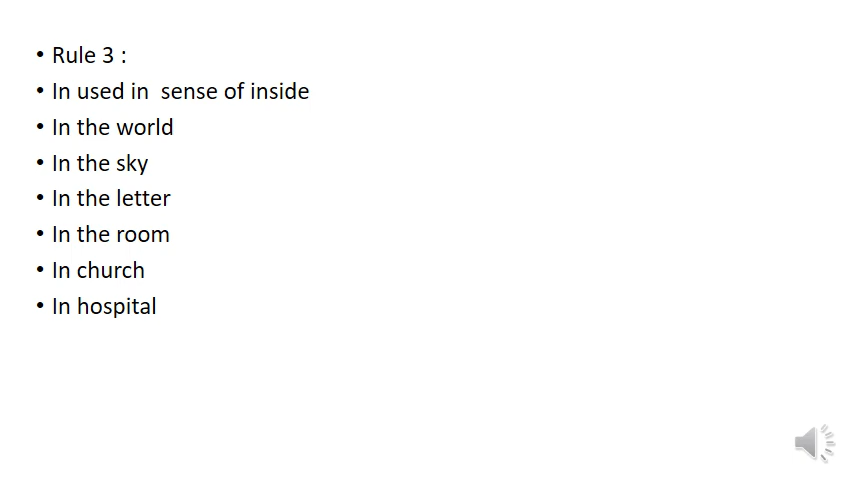 • Rule 3 :
• In used in  sense of inside
• In the world
• In the sky
• In the letter
• In the room
• In church
• In hospital